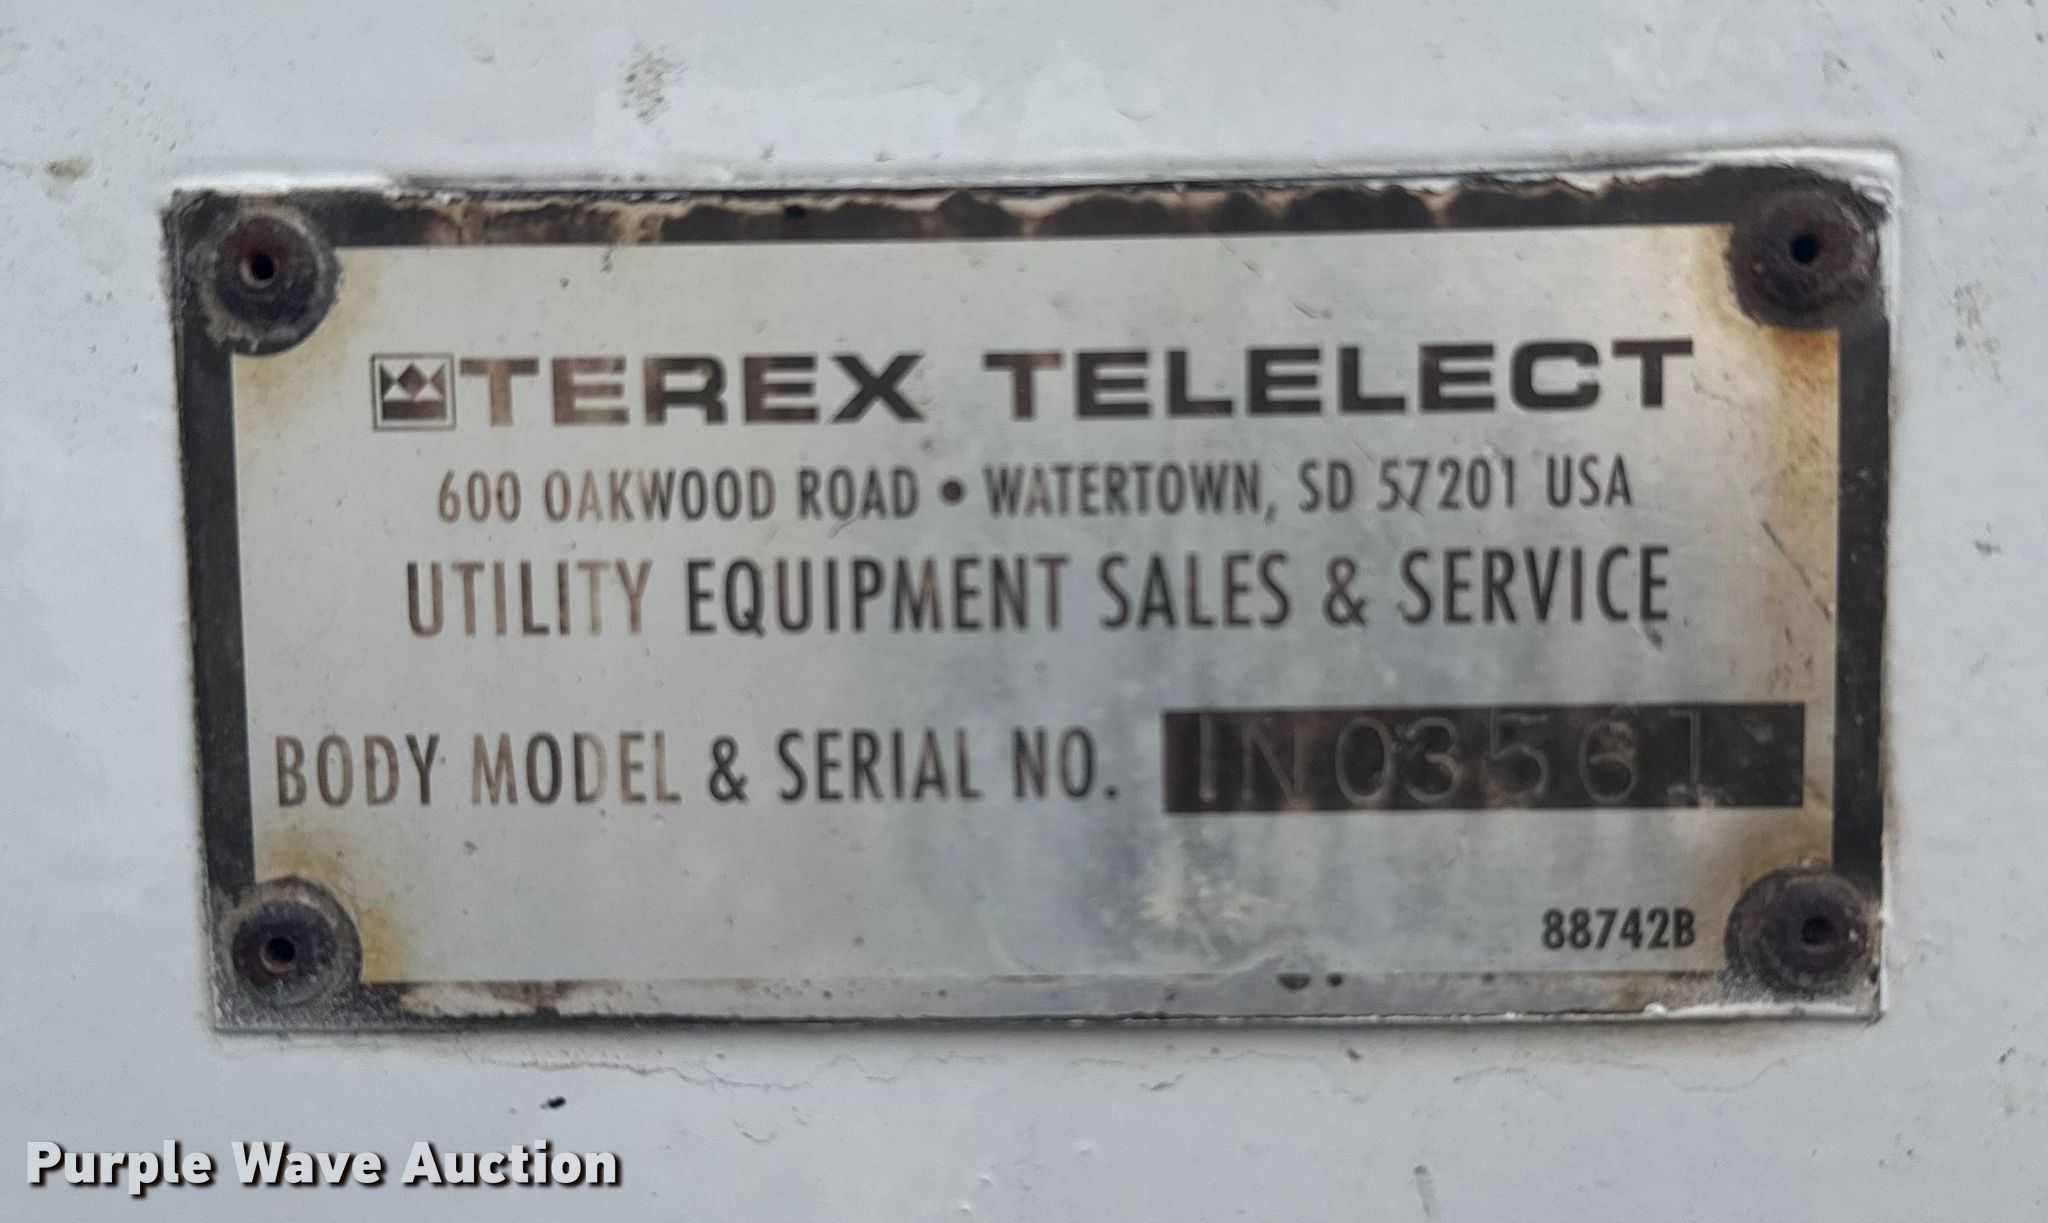 TEREX TELELECT
600 OAKWOOD ROAD • WATERTOWN, SD 57201 USA
UTILITY EQUIPMENT SALES & SERVICE
BODY MODEL & SERIAL NO. IN03561
88742B
Purple Wave Auction